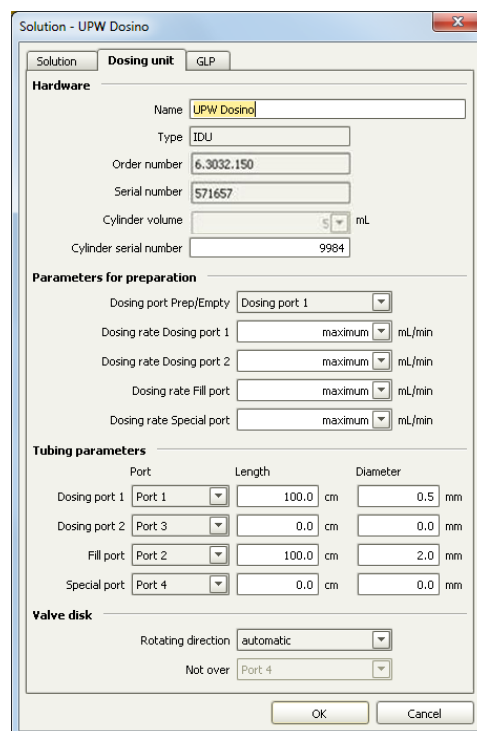 Solution - UPW Dosino
Solution Dosing unit GLP
Hardware
Name UPW Dosino
Type IDU
Order number 6.3032.150
Serial number 571657
Cylinder volume 5 mL
Cylinder serial number 9984
Parameters for preparation
Dosing port Prep/Empty Dosing port 1
Dosing rate Dosing port 1 maximum mL/min
Dosing rate Dosing port 2 maximum mL/min
Dosing rate Fill port maximum mL/min
Dosing rate Special port maximum mL/min
Tubing parameters
Port Length Diameter
Dosing port 1 Port 1 100.0 cm 0.5 mm
Dosing port 2 Port 3 0.0 cm 0.0 mm
Fill port Port 2 100.0 cm 2.0 mm
Special port Port 4 0.0 cm 0.0 mm
Valve disk
Rotating direction automatic
Not over Port 4
OK Cancel